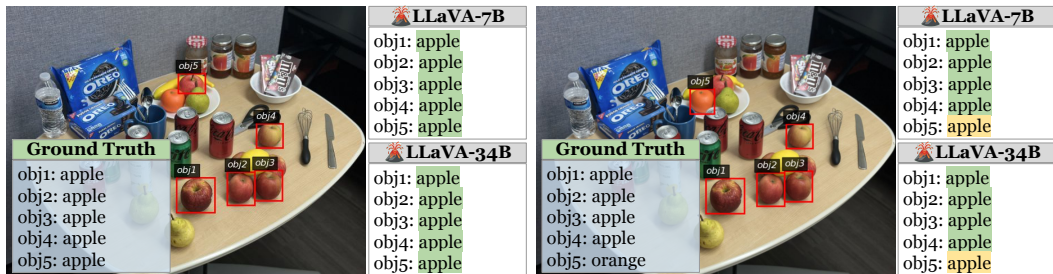 OREO
OREO
obj5
obj4
obj1
obj2
obj3
Ground Truth
obj1: apple
obj2: apple
obj3: apple
obj4: apple
obj5: apple
LLaVA-7B
obj1: apple
obj2: apple
obj3: apple
obj4: apple
obj5: apple
LLaVA-34B
obj1: apple
obj2: apple
obj3: apple
obj4: apple
obj5: apple
OREO
OREO
obj5
obj4
obj1
obj2
obj3
Ground Truth
obj1: apple
obj2: apple
obj3: apple
obj4: apple
obj5: orange
LLaVA-7B
obj1: apple
obj2: apple
obj3: apple
obj4: apple
obj5: apple
LLaVA-34B
obj1: apple
obj2: apple
obj3: apple
obj4: apple
obj5: apple